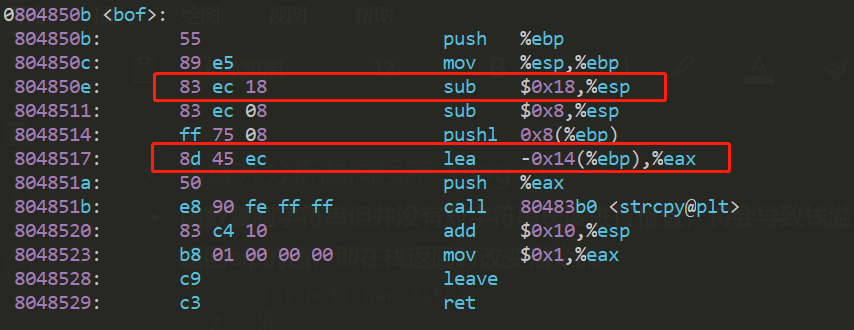 0804850b <bof>:
804850b: 55 push %ebp
804850c: 89 e5 mov %esp,%ebp
804850e: 83 ec 18 sub $0x18,%esp
8048511: 83 ec 08 sub $0x8,%esp
8048514: ff 75 08 pushl 0x8(%ebp)
8048517: 8d 45 ec lea -0x14(%ebp),%eax
804851a: 50 push %eax
804851b: e8 90 fe ff ff call 80483b0 <strcpy@plt>
8048520: 83 c4 10 add $0x10,%esp
8048523: b8 01 00 00 00 mov $0x1,%eax
8048528: c9 leave
8048529: c3 ret